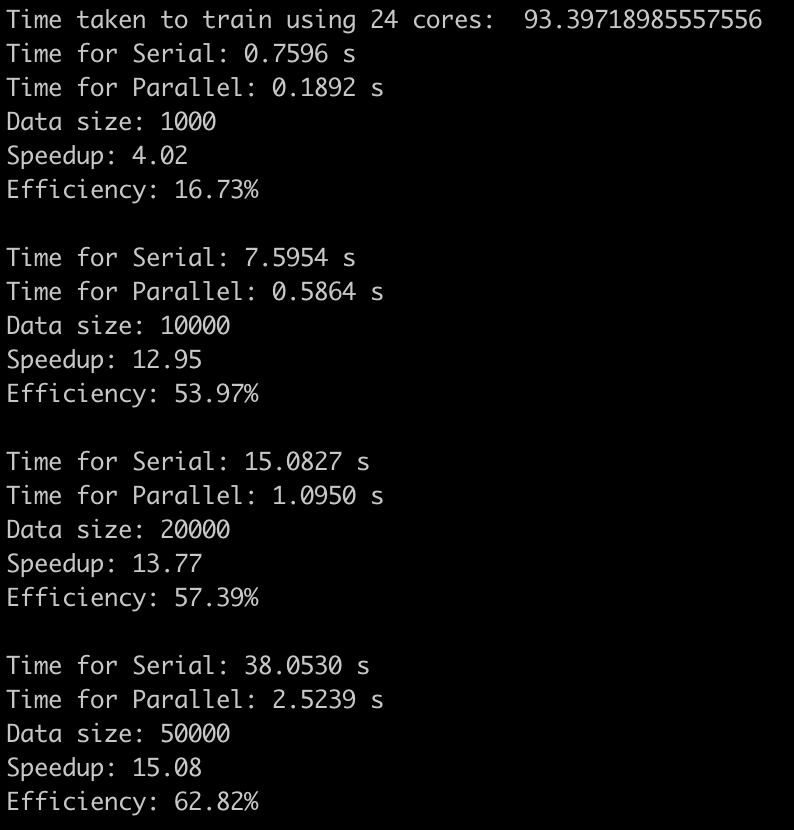 Time taken to train using 24 cores:  93.39718985557556
Time for Serial: 0.7596 s
Time for Parallel: 0.1892 s
Data size: 1000
Speedup: 4.02
Efficiency: 16.73%

Time for Serial: 7.5954 s
Time for Parallel: 0.5864 s
Data size: 10000
Speedup: 12.95
Efficiency: 53.97%

Time for Serial: 15.0827 s
Time for Parallel: 1.0950 s
Data size: 20000
Speedup: 13.77
Efficiency: 57.39%

Time for Serial: 38.0530 s
Time for Parallel: 2.5239 s
Data size: 50000
Speedup: 15.08
Efficiency: 62.82%